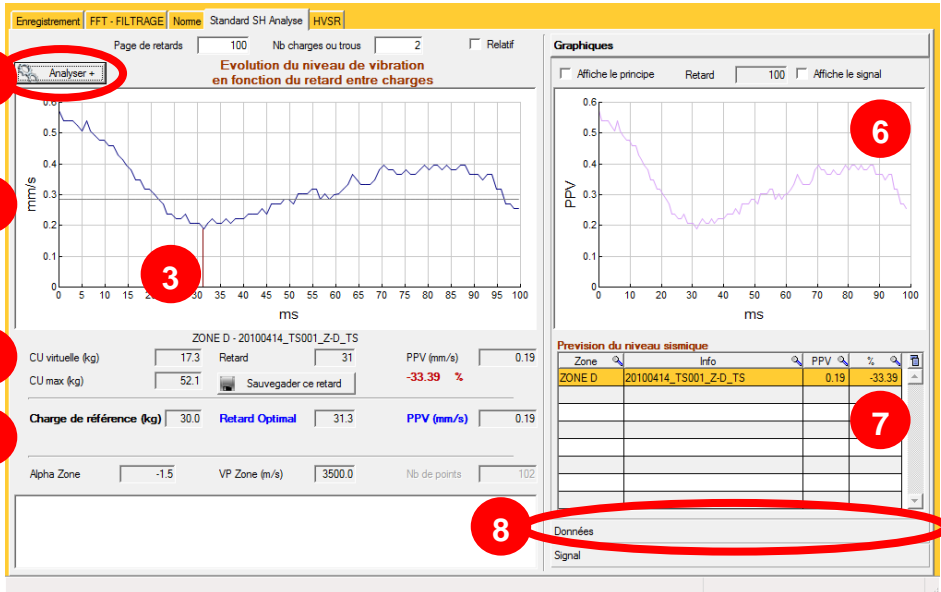 Enregistrement FFT - FILTRAGE Norme Standard SH Analyse HVSR
Page de retards 100 Nb charges ou trous 2 Relatif
Analyser +
Evolution du niveau de vibration
en fonction du retard entre charges
0.6
0.5
0.4
0.3
0.2
0.1
0
mm/s
0 5 10 15 20 25 30 35 40 45 50 55 60 65 70 75 80 85 90 95 100
ms
3
ZONE D - 20100414_TS001_Z-D_TS
CU virtuelle (kg) 17.3 Retard 31 PPV (mm/s) 0.19
CU max (kg) 52.1 Sauvegader ce retard -33.39 %
Charge de référence (kg) 30.0 Retard Optimal 31.3 PPV (mm/s) 0.19
Alpha Zone -1.5 VP Zone (m/s) 3500.0 Nb de points 102
Graphiques
Affiche le principe Retard 100 Affiche le signal
0.6
0.5
0.4
0.3
0.2
0.1
0
PPV
0 10 20 30 40 50 60 70 80 90 100
ms
6
Prevision du niveau sismique
Zone Info PPV %
ZONE D 20100414_TS001_Z-D_TS 0.19 -33.39
7
8
Données
Signal